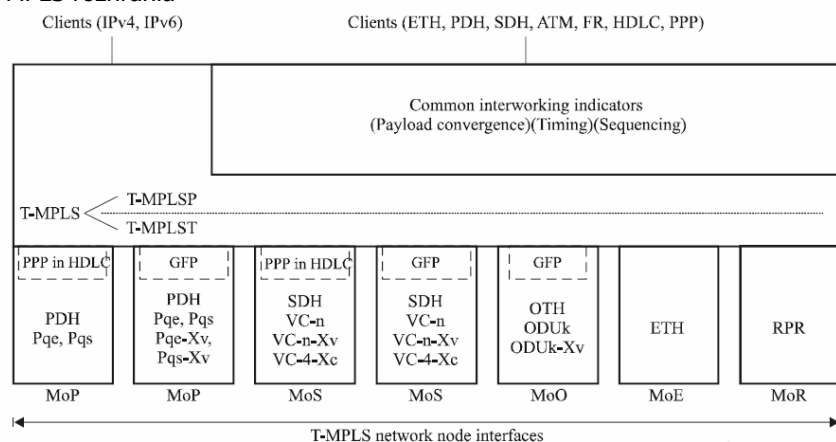 Clients (IPv4, IPv6)
Clients (ETH, PDH, SDH, ATM, FR, HDLC, PPP)
Common interworking indicators
(Payload convergence)(Timing)(Sequencing)
T-MPLS
T-MPLSP
T-MPLST
PPP in HDLC
PDH
Pqe, Pqs
MoP
GFP
PDH
Pqe, Pqs
Pqe-Xv,
Pqs-Xv
MoP
PPP in HDLC
SDH
VC-n
VC-n-Xv
VC-4-Xc
MoS
GFP
SDH
VC-n
VC-n-Xv
VC-4-Xc
MoS
GFP
OTH
ODUk
ODUk-Xv
MoO
ETH
MoE
RPR
MoR
T-MPLS network node interfaces